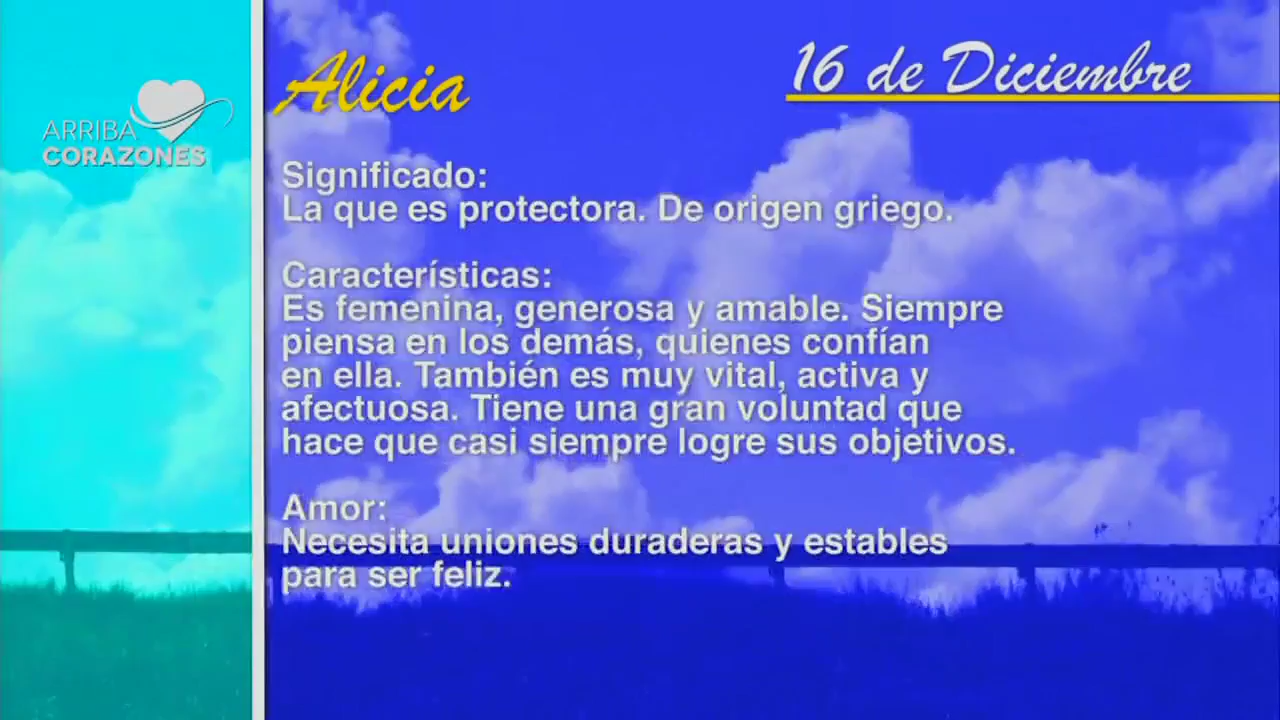 ARRIBA
CORAZONES
Alicia
16 de Diciembre
Significado:
La que es protectora. De origen griego.
Características:
Es femenina, generosa y amable. Siempre
piensa en los demás, quienes confían
en ella. También es muy vital, activa y
afectuosa. Tiene una gran voluntad que
hace que casi siempre logre sus objetivos.
Amor:
Necesita uniones duraderas y estables
para ser feliz.